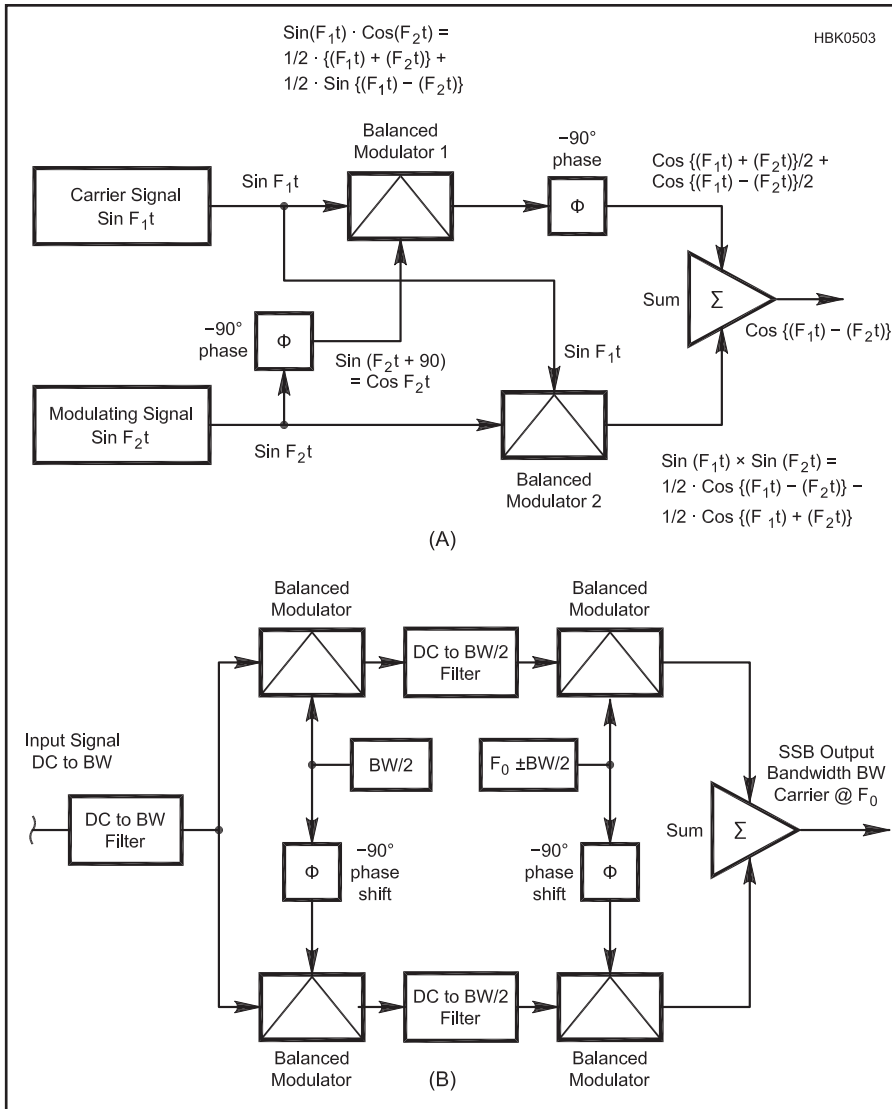 Sin(F₁t) · Cos(F₂t) =
1/2 · {(F₁t) + (F₂t)} +
1/2 · Sin {(F₁t) – (F₂t)}
HBK0503
Balanced
Modulator 1
–90°
phase
Cos {(F₁t) + (F₂t)}/2 +
Cos {(F₁t) – (F₂t)}/2
Carrier Signal
Sin F₁t
Sin F₁t
Φ
Sum
Σ
Cos {(F₁t) – (F₂t)}
–90°
phase
Φ
Sin (F₂t + 90)
= Cos F₂t
Sin F₁t
Modulating Signal
Sin F₂t
Sin F₂t
Balanced
Modulator 2
Sin (F₁t) × Sin (F₂t) =
1/2 · Cos {(F₁t) – (F₂t)} –
1/2 · Cos {(F ₁t) + (F₂t)}
(A)
Balanced
Modulator
Balanced
Modulator
DC to BW/2
Filter
Input Signal
DC to BW
BW/2
F₀ ±BW/2
SSB Output
Bandwidth BW
Carrier @ F₀
DC to BW
Filter
Φ
–90°
phase
shift
–90°
phase
shift
Φ
Sum
Σ
DC to BW/2
Filter
Balanced
Modulator
Balanced
Modulator
(B)